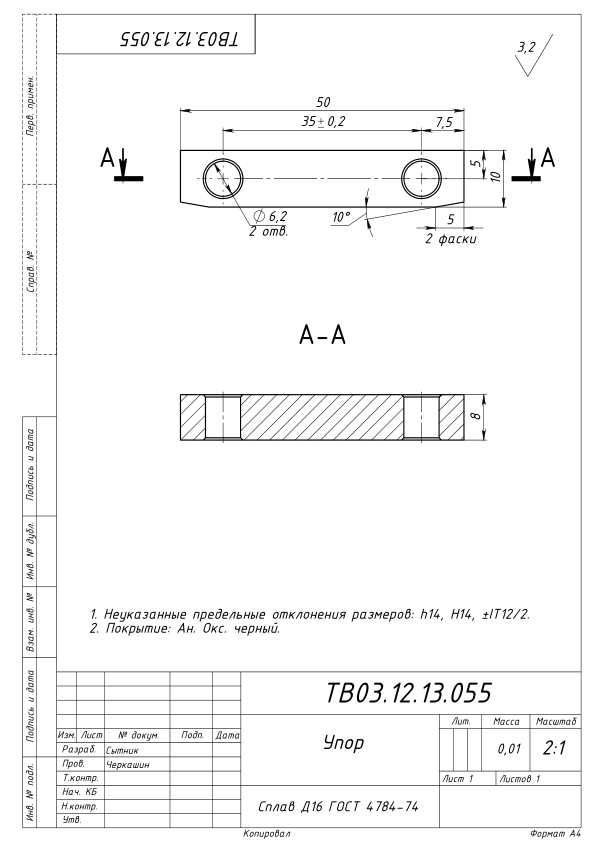 ТВ03.12.13.055
3,2
Перв. примен.
Справ. №
Подпись и дата
Инв. № дубл.
Взам. инв. №
Подпись и дата
Инв. № подл.
50
35±0,2
7,5
А
А
5
10
⌀ 6,2
2 отв.
10°
5
2 фаски
А-А
8
1. Неуказанные предельные отклонения размеров: h14, H14, ±IT12/2.
2. Покрытие: Ан. Окс. черный.
ТВ03.12.13.055
Лит. Масса Масштаб
Изм. Лист № докум. Подп. Дата
Разраб. Сытник
Упор
0,01 2:1
Пров. Черкашин
Т.контр.
Лист 1 Листов 1
Нач. КБ
Н.контр.
Сплав Д16 ГОСТ 4784-74
Утв.
Копировал Формат А4